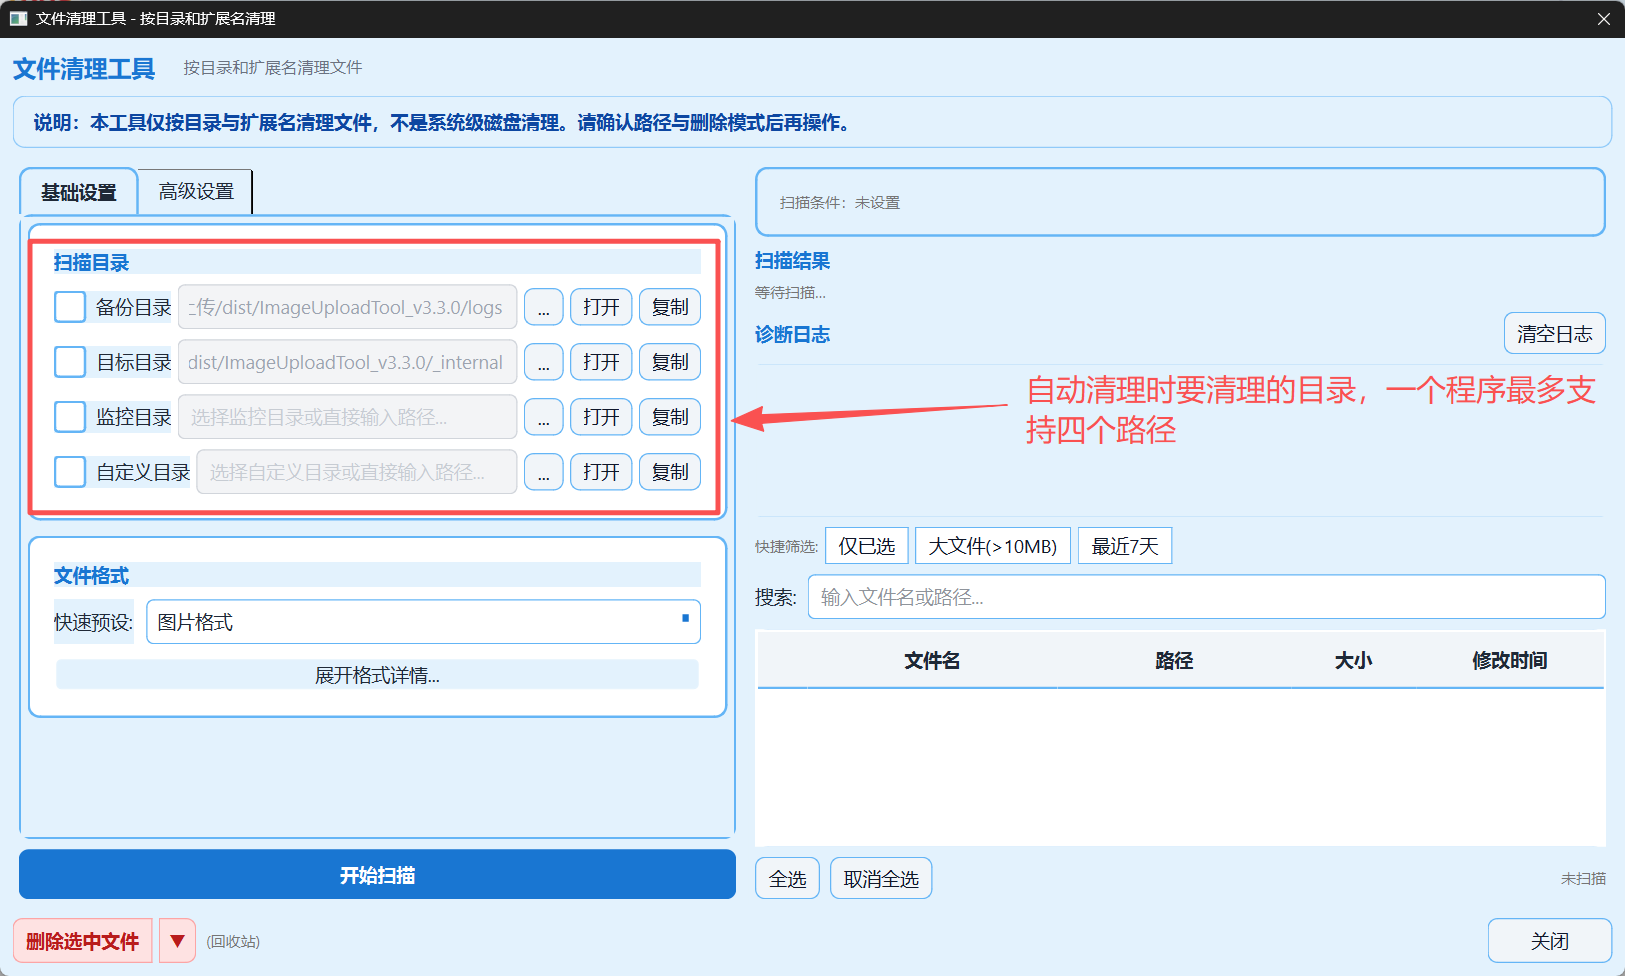 文件清理工具 - 按目录和扩展名清理
文件清理工具 按目录和扩展名清理文件
说明：本工具仅按目录与扩展名清理文件，不是系统级磁盘清理。请确认路径与删除模式后再操作。
基础设置 高级设置
扫描目录
备份目录 传/dist/ImageUploadTool_v3.3.0/logs ... 打开 复制
目标目录 dist/ImageUploadTool_v3.3.0/_internal ... 打开 复制
监控目录 选择监控目录或直接输入路径... ... 打开 复制
自定义目录 选择自定义目录或直接输入路径... ... 打开 复制
文件格式
快速预设: 图片格式
展开格式详情...
开始扫描
删除选中文件 ▼ (回收站)
扫描条件：未设置
扫描结果
等待扫描...
诊断日志 清空日志
自动清理时要清理的目录，一个程序最多支
持四个路径
快捷筛选: 仅已选 大文件(>10MB) 最近7天
搜索: 输入文件名或路径...
文件名 路径 大小 修改时间
全选 取消全选 未扫描
关闭